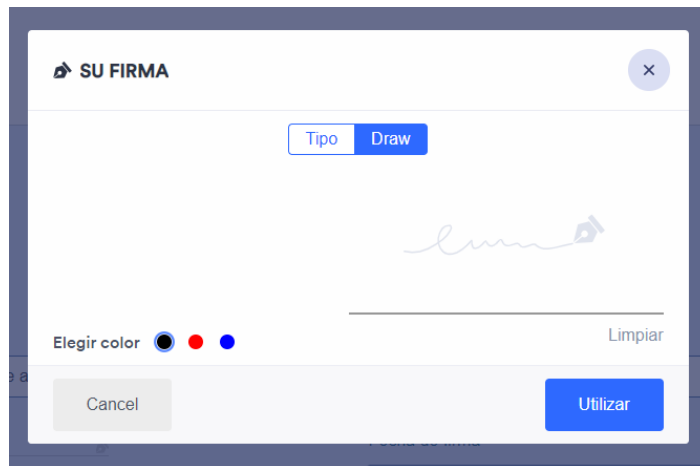 SU FIRMA
Tipo Draw
Elegir color
Limpiar
Cancel
Utilizar